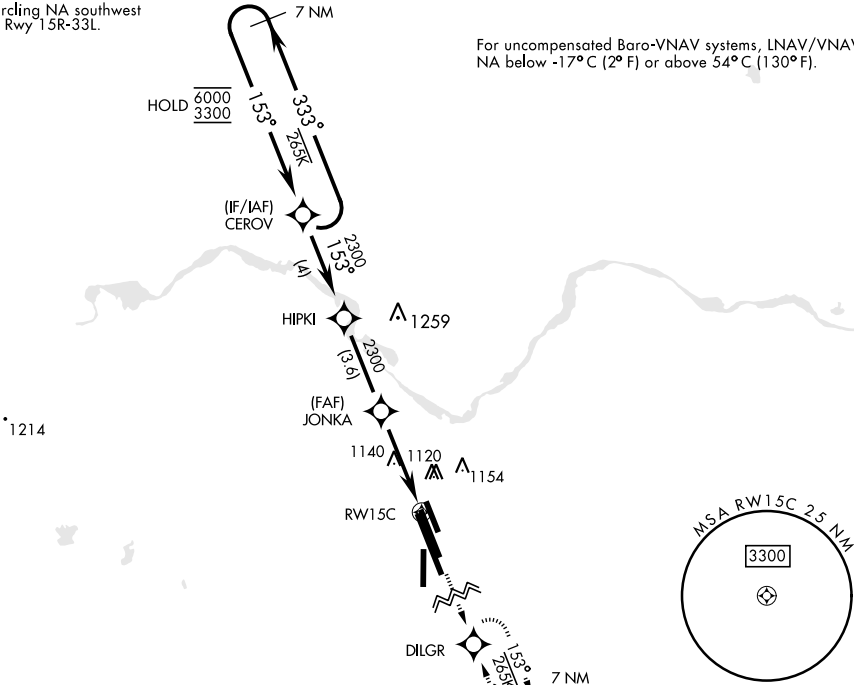 rcling NA southwest
Rwy 15R-33L.
7 NM
For uncompensated Baro-VNAV systems, LNAV/VNAV
NA below -17°C (2°F) or above 54°C (130°F).
HOLD 6000
3300
153°
333°
265K
(IF/IAF)
CEROV
2300
153°
(4)
HIPKI
1259
2300
(3.6)
(FAF)
JONKA
1214
1140
1120
1154
RW15C
MSA RW15C 25 NM
3300
DILGR
153°
265K
7 NM